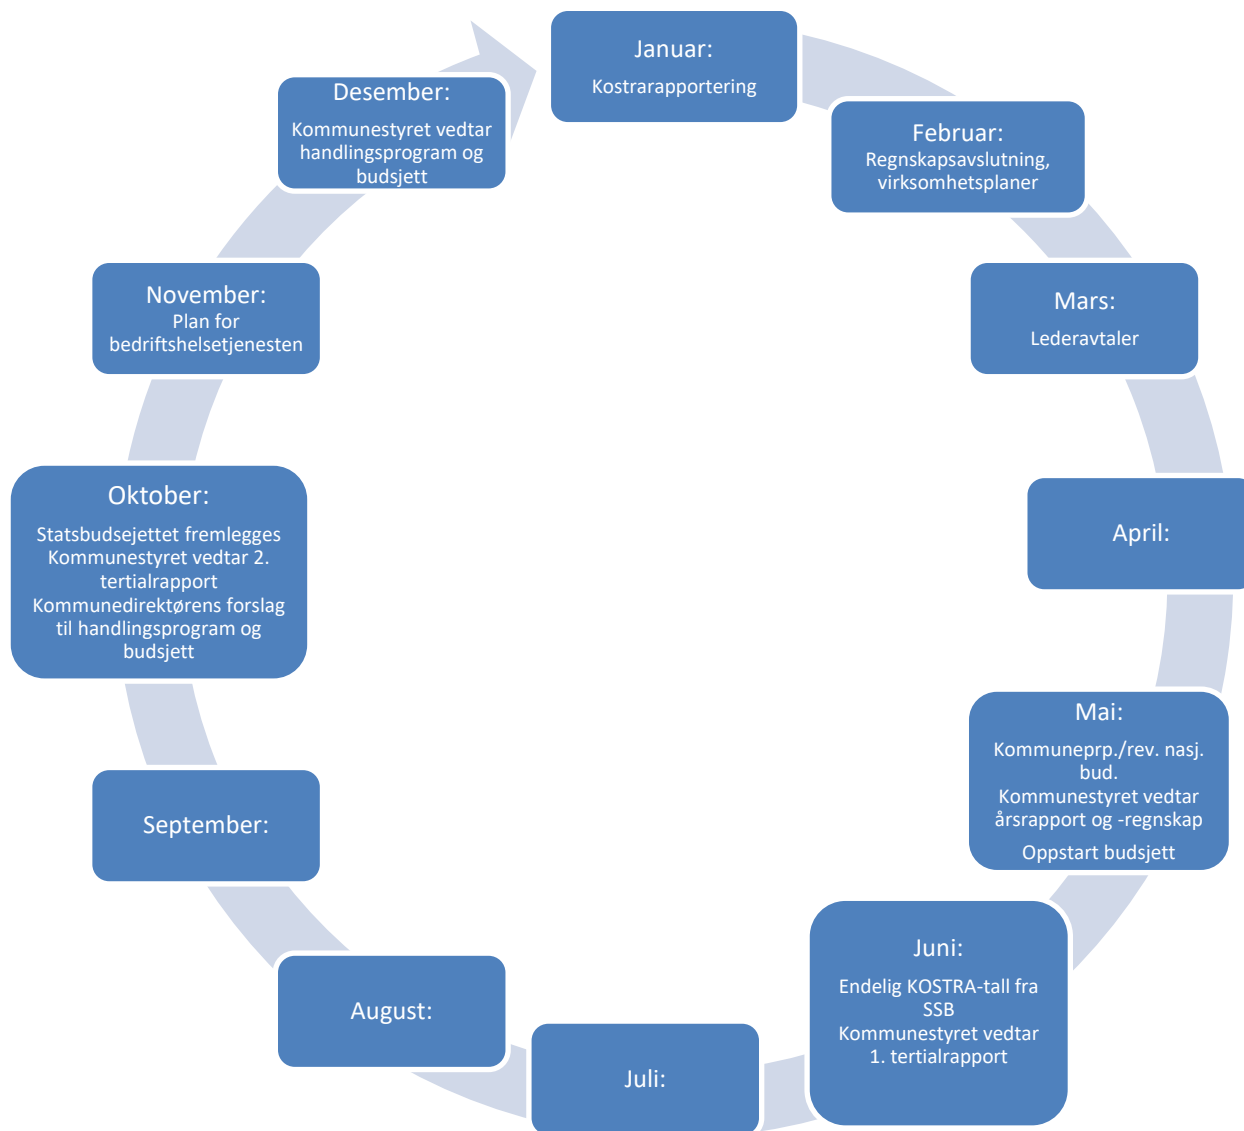 Januar:
Kostrarapportering
Februar:
Regnskapsavslutning,
virksomhetsplaner
Mars:
Lederavtaler
April:
Mai:
Kommuneprp./rev. nasj.
bud.
Kommunestyret vedtar
årsrapport og -regnskap
Oppstart budsjett
Juni:
Endelig KOSTRA-tall fra
SSB
Kommunestyret vedtar
1. tertialrapport
Juli:
August:
September:
Oktober:
Statsbudsejettet fremlegges
Kommunestyret vedtar 2.
tertialrapport
Kommunedirektørens forslag
til handlingsprogram og
budsjett
November:
Plan for
bedriftshelsetjenesten
Desember:
Kommunestyret vedtar
handlingsprogram og
budsjett